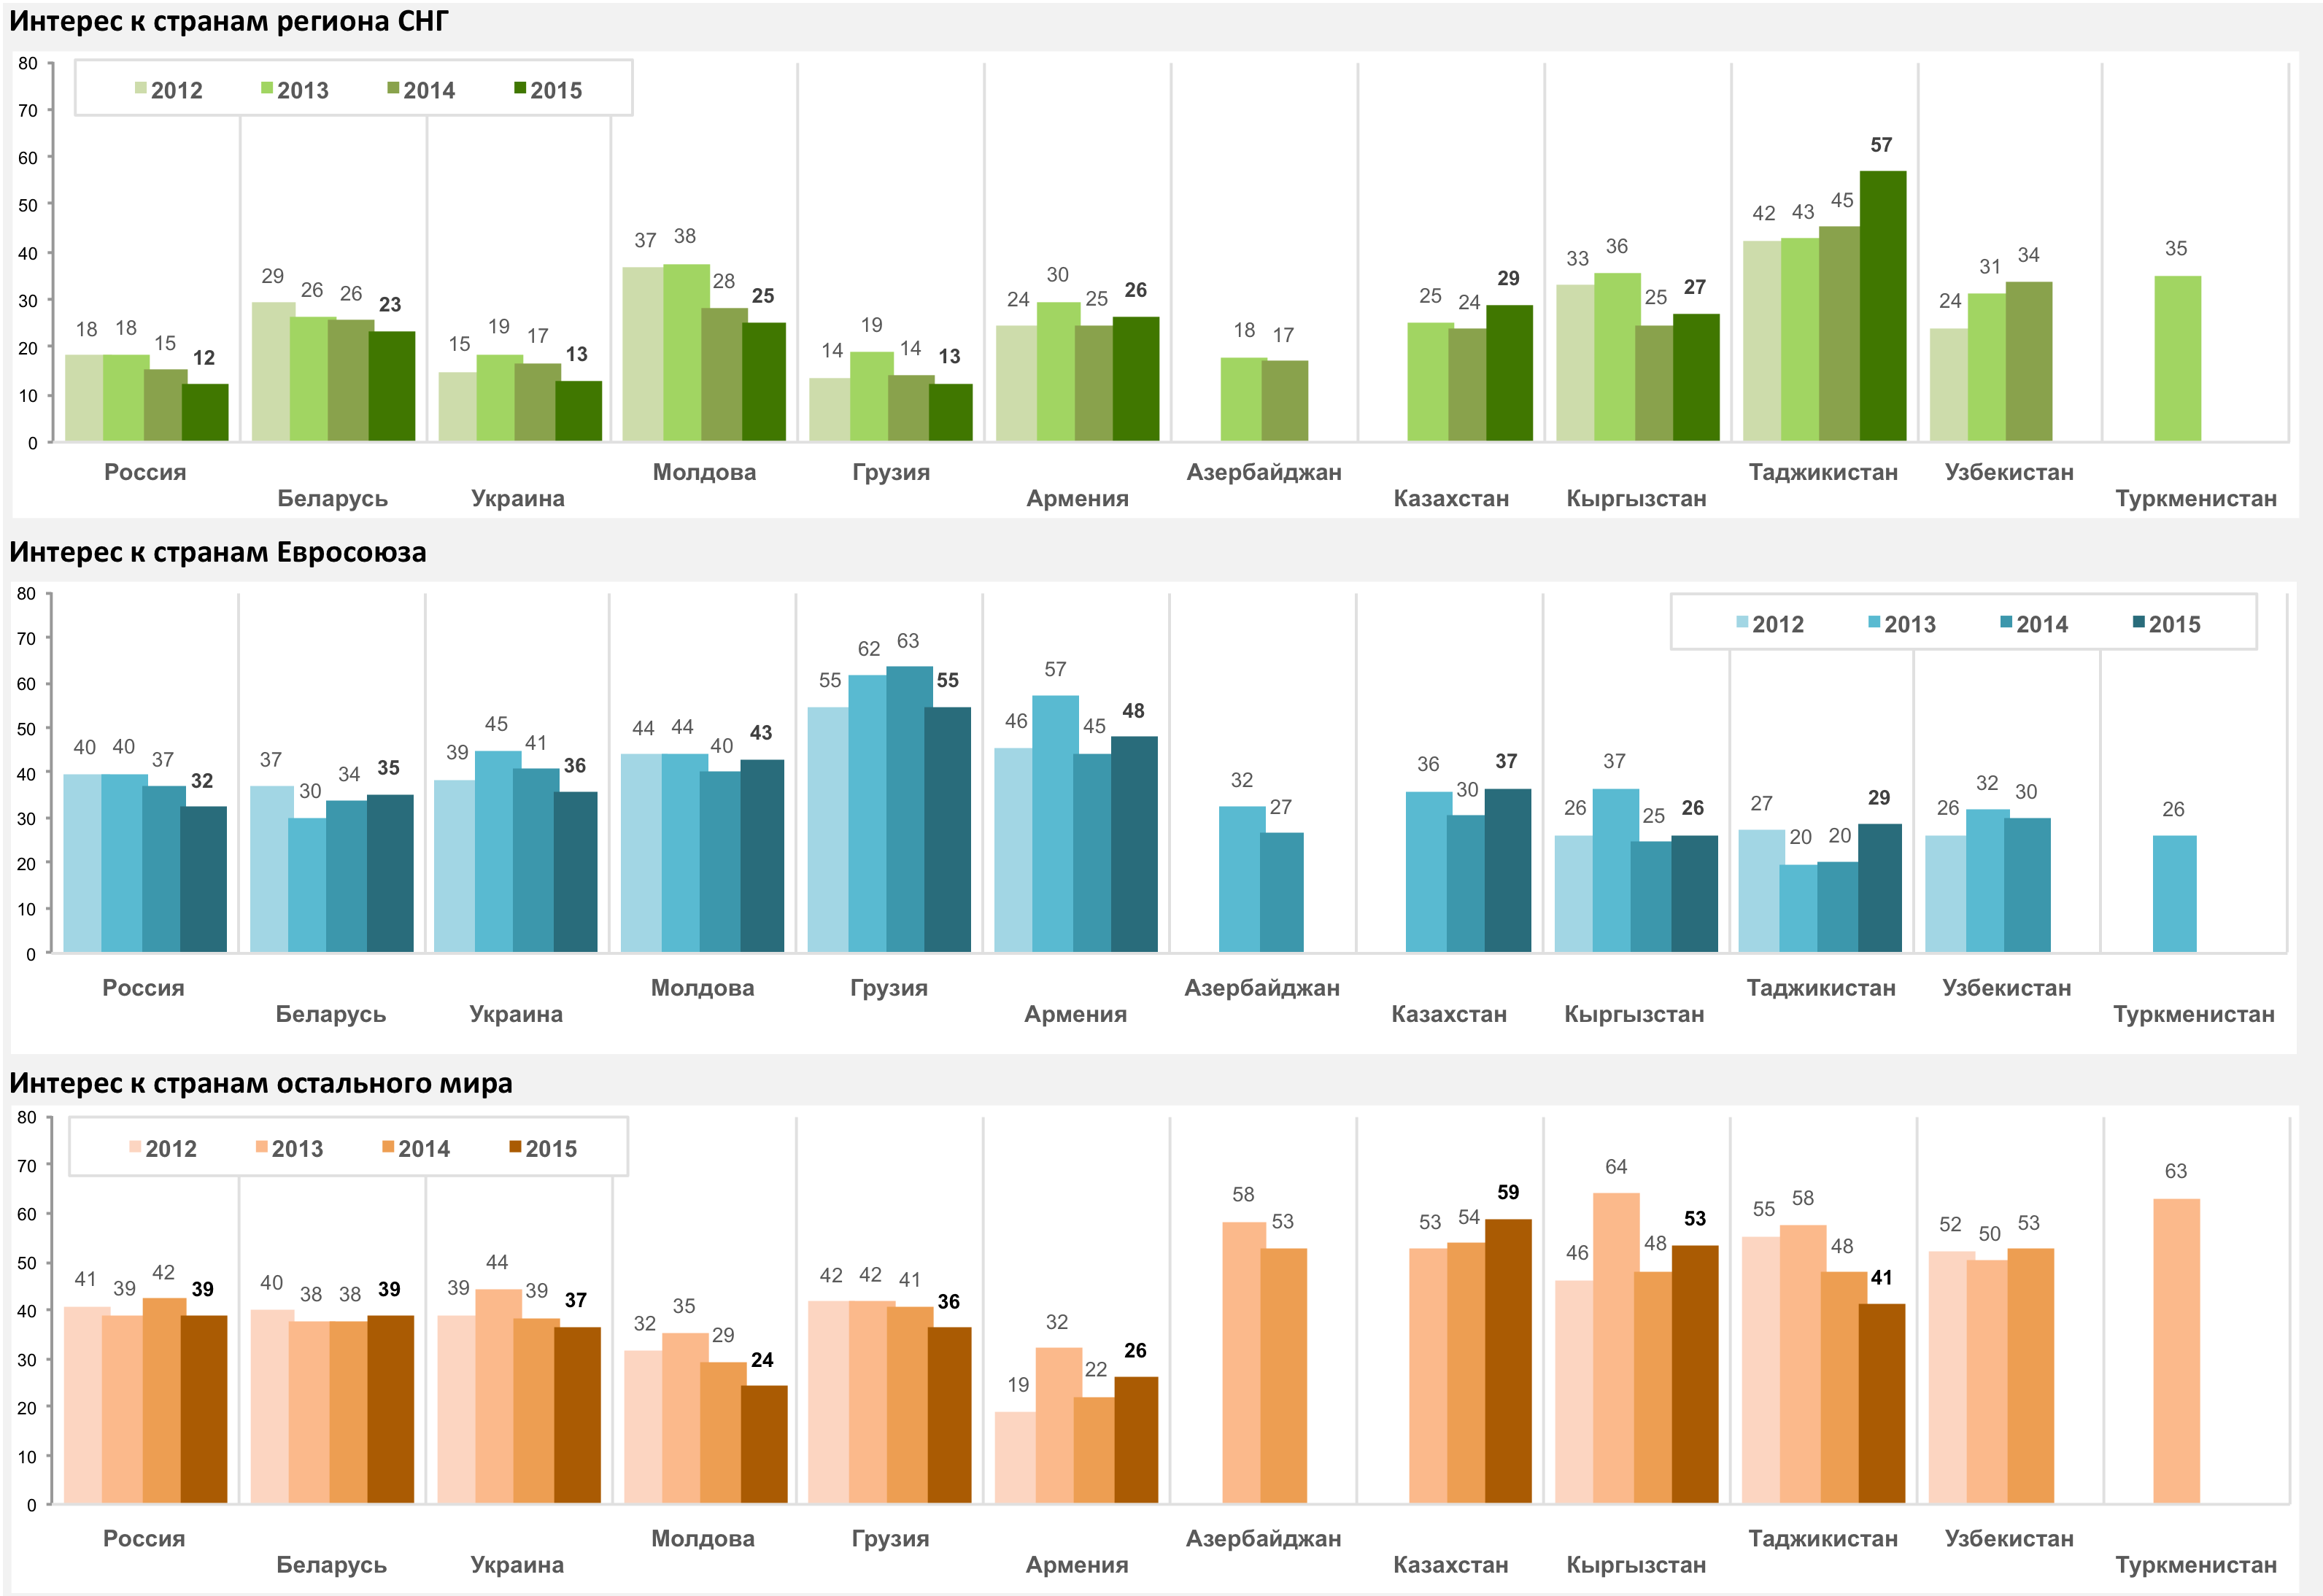 Интерес к странам региона СНГ
2012 2013 2014 2015
80
70
60
50
40
30
20
10
0
18 18 15 12
29 26 26 23
15 19 17 13
37 38 28 25
14 19 14 13
24 30 25 26
18 17
25 24 29
33 36 25 27
42 43 45 57
24 31 34
35
Россия Беларусь Украина Молдова Грузия Армения Азербайджан Казахстан Кыргызстан Таджикистан Узбекистан Туркменистан
Интерес к странам Евросоюза
2012 2013 2014 2015
80
70
60
50
40
30
20
10
0
40 40 37 32
37 30 34 35
39 45 41 36
44 44 40 43
55 62 63 55
46 57 45 48
32 27
36 30 37
26 37 25 26
27 20 20 29
26 32 30
26
Россия Беларусь Украина Молдова Грузия Армения Азербайджан Казахстан Кыргызстан Таджикистан Узбекистан Туркменистан
Интерес к странам остального мира
2012 2013 2014 2015
80
70
60
50
40
30
20
10
0
41 39 42 39
40 38 38 39
39 44 39 37
32 35 29 24
42 42 41 36
19 32 22 26
58 53
53 54 59
46 64 48 53
55 58 48 41
52 50 53
63
Россия Беларусь Украина Молдова Грузия Армения Азербайджан Казахстан Кыргызстан Таджикистан Узбекистан Туркменистан